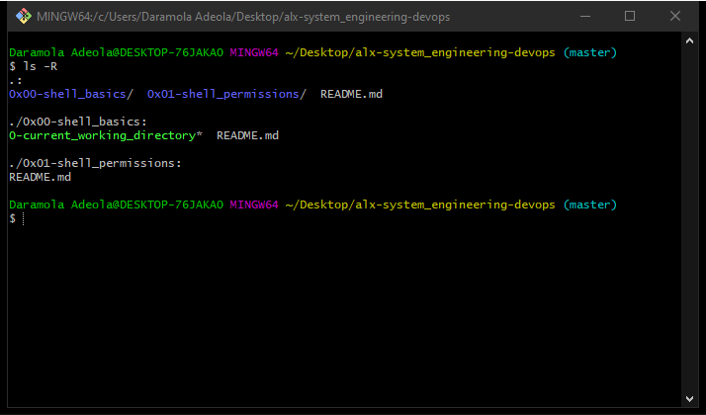 MINGW64:/c/Users/Daramola Adeola/Desktop/alx-system_engineering-devops
Daramola Adeola@DESKTOP-76JAKAO MINGW64 ~/Desktop/alx-system_engineering-devops (master)
$ ls -R
.:
0x00-shell_basics/  0x01-shell_permissions/  README.md

./0x00-shell_basics:
0-current_working_directory*  README.md

./0x01-shell_permissions:
README.md

Daramola Adeola@DESKTOP-76JAKAO MINGW64 ~/Desktop/alx-system_engineering-devops (master)
$